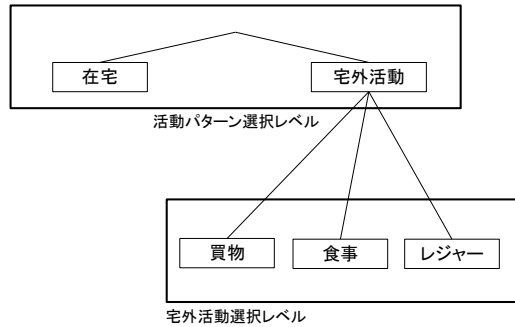 在宅
宅外活動
活動パターン選択レベル
買物
食事
レジャー
宅外活動選択レベル